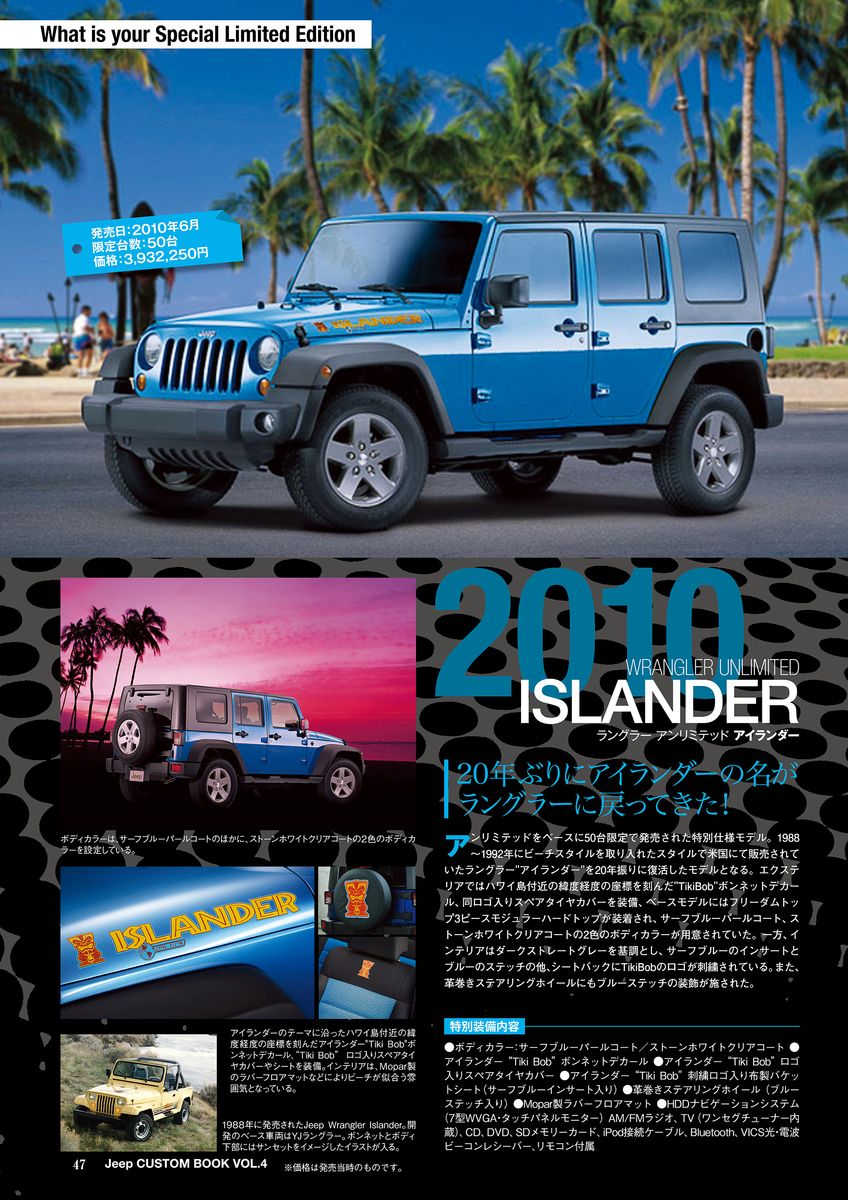 What is your Special Limited Edition
発売日：2010年6月
限定台数：50台
価格：3,932,250円
Jeep
ISLANDER
2010
WRANGLER UNLIMITED
ISLANDER
ラングラー アンリミテッド アイランダー
20年ぶりにアイランダーの名が
ラングラーに戻ってきた！
アンリミテッドをベースに50台限定で発売された特別仕様モデル。1988
～1992年にビーチスタイルを取り入れたスタイルで米国にて販売されて
いたラングラー"アイランダー"を20年振りに復活したモデルとなる。エクステ
リアではハワイ島付近の緯度経度の座標を刻んだ"TikiBob"ボンネットデカー
ル、同ロゴ入りスペアタイヤカバーを装備、ベースモデルにはフリーダムトッ
プ3ピースモジュラーハードトップが装着され、サーフブルーパールコート、ス
トーンホワイトクリアコートの2色のボディカラーが用意されていた。一方、イ
ンテリアはダークストレートグレーを基調とし、サーフブルーのインサートと
ブルーのステッチの他、シートバックにTikiBobのロゴが刺繍されている。また、
革巻きステアリングホイールにもブルーステッチの装飾が施された。
特別装備内容
●ボディカラー：サーフブルーパールコート／ストーンホワイトクリアコート ●
アイランダー “Tiki Bob” ボンネットデカール ●アイランダー “Tiki Bob” ロゴ
入りスペアタイヤカバー ●アイランダー “Tiki Bob” 刺繍ロゴ入り布製バケッ
トシート（サーフブルーインサート入り） ●革巻きステアリングホイール （ブルー
ステッチ入り） ●Mopar製ラバーフロアマット ●HDDナビゲーションシステム
（7型WVGA・タッチパネルモニター） AM/FMラジオ、TV （ワンセグチューナー内
蔵）、CD、DVD、SDメモリーカード、iPod接続ケーブル、Bluetooth、VICS光・電波
ビーコンレシーバー、リモコン付属
Jeep
ボディカラーは、サーフブルーパールコートのほかに、ストーンホワイトクリアコートの2色のボディカ
ラーを設定している。
ISLANDER
アイランダーのテーマに沿ったハワイ島付近の緯
度経度の座標を刻んだアイランダー"Tiki Bob"ボ
ンネットデカール、“Tiki Bob” ロゴ入りスペアタイ
ヤカバーやシートを装備。インテリアは、Mopar製
のラバーフロアマットなどによりビーチが似合う雰
囲気となっている。
1988年に発売されたJeep Wrangler Islander。開
発のベース車両はYJラングラー。ボンネットとボディ
下部にはサンセットをイメージしたイラストが入る。
47 Jeep CUSTOM BOOK VOL.4 ※価格は発売当時のものです。